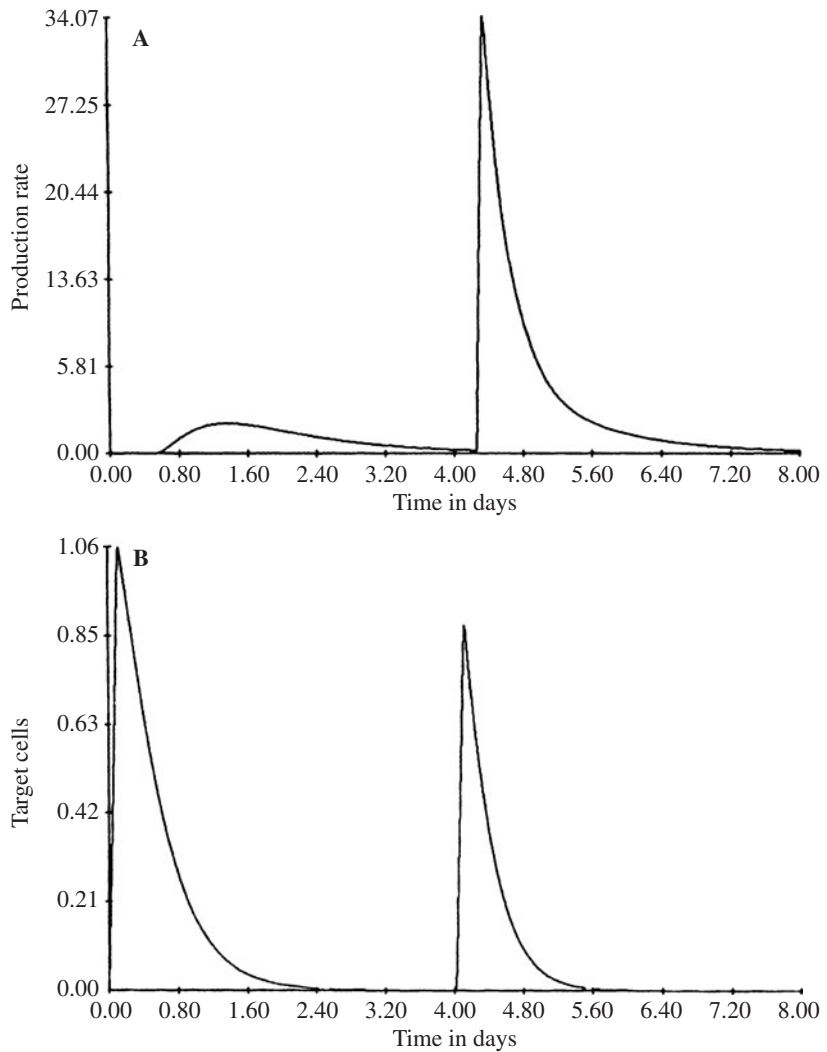 A
34.07
27.25
20.44
13.63
5.81
0.00
Production rate
0.00 0.80 1.60 2.40 3.20 4.00 4.80 5.60 6.40 7.20 8.00
Time in days
B
1.06
0.85
0.63
0.42
0.21
0.00
Target cells
0.00 0.80 1.60 2.40 3.20 4.00 4.80 5.60 6.40 7.20 8.00
Time in days